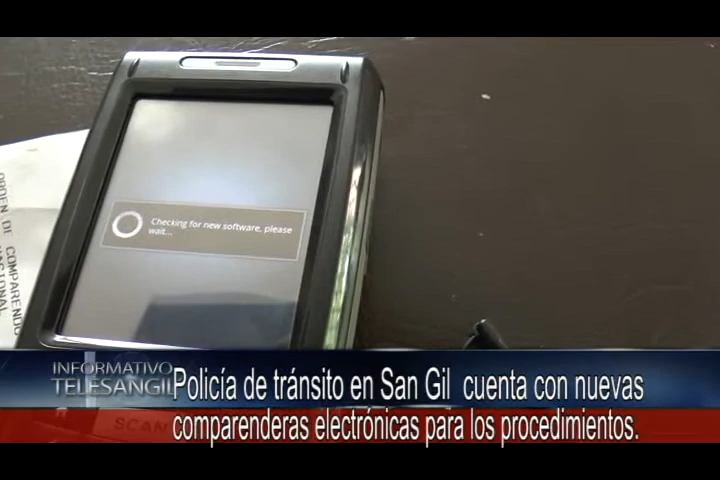 Checking for new software, please
wait...
ORDEN DE COMPARENDO
NACIONAL
INFORMATIVO
TELESANGIL
Policía de tránsito en San Gil cuenta con nuevas
comparenderas electrónicas para los procedimientos.
SCAN